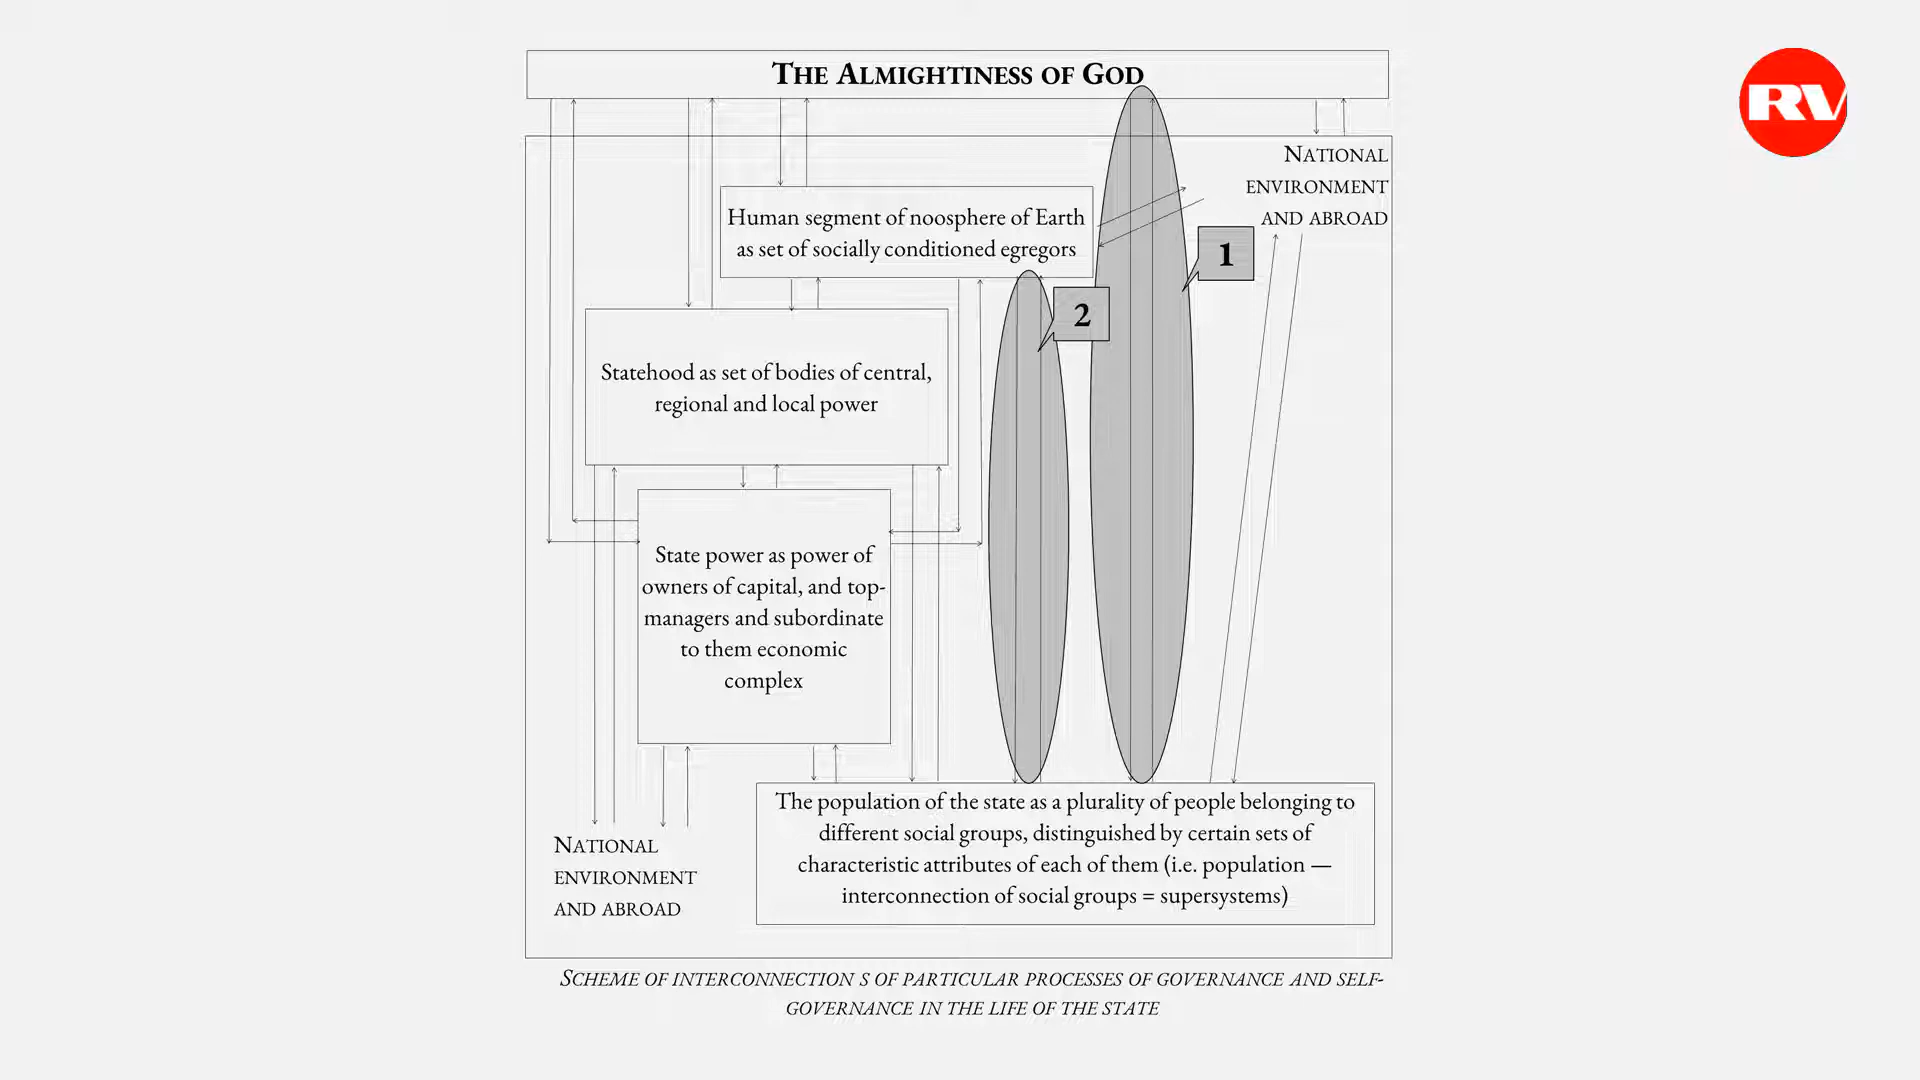 THE ALMIGHTINESS OF GOD
RV
NATIONAL
ENVIRONMENT
AND ABROAD
Human segment of noosphere of Earth
as set of socially conditioned egregors
1
2
Statehood as set of bodies of central,
regional and local power
State power as power of
owners of capital, and top-
managers and subordinate
to them economic
complex
The population of the state as a plurality of people belonging to
different social groups, distinguished by certain sets of
characteristic attributes of each of them (i.e. population —
interconnection of social groups = supersystems)
NATIONAL
ENVIRONMENT
AND ABROAD
SCHEME OF INTERCONNECTION S OF PARTICULAR PROCESSES OF GOVERNANCE AND SELF-
GOVERNANCE IN THE LIFE OF THE STATE